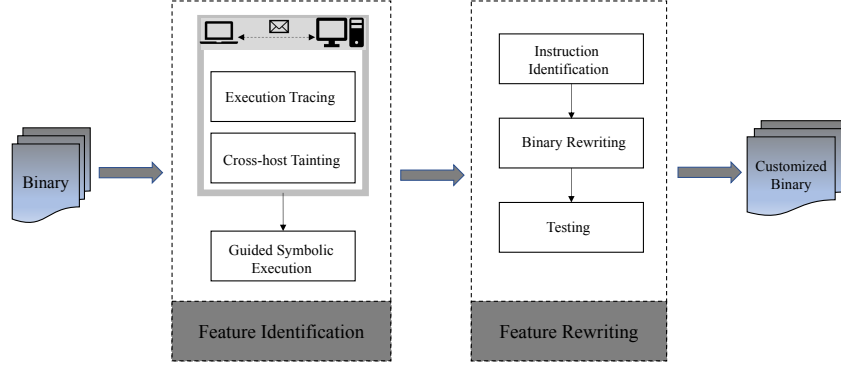 Binary
Execution Tracing
Cross-host Tainting
Guided Symbolic
Execution
Feature Identification
Instruction
Identification
Binary Rewriting
Testing
Feature Rewriting
Customized
Binary